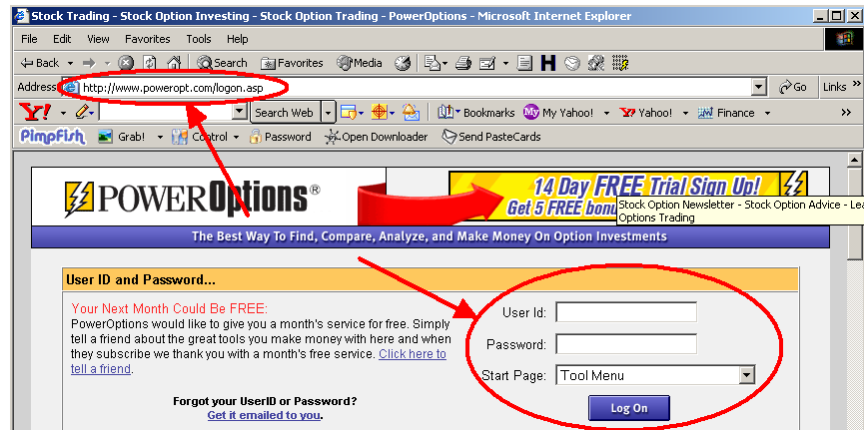 Stock Trading - Stock Option Investing - Stock Option Trading - PowerOptions - Microsoft Internet Explorer
File Edit View Favorites Tools Help
Back Search Favorites Media
Address http://www.poweropt.com/logon.asp Go Links »
Y! Search Web Bookmarks My Yahoo! Yahoo! Finance »
PimpFish Grab! Control Password Open Downloader Send PasteCards
POWEROptions® 14 Day FREE Trial Sign Up!
Get 5 FREE
Stock Option Newsletter - Stock Option Advice -
Options Trading
The Best Way To Find, Compare, Analyze, and Make Money On Option Investments
User ID and Password...
Your Next Month Could Be FREE:
PowerOptions would like to give you a month's service for free. Simply
tell a friend about the great tools you make money with here and when
they subscribe we thank you with a month's free service. Click here to
tell a friend.
Forgot your UserID or Password?
Get it emailed to you.
User Id:
Password:
Start Page: Tool Menu
Log On